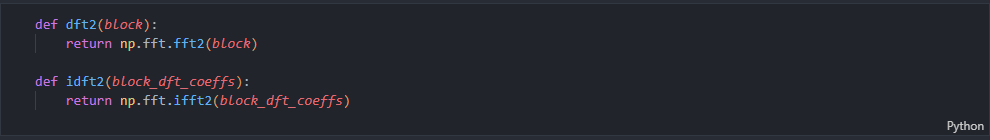 def dft2(block):
    return np.fft.fft2(block)

def idft2(block_dft_coeffs):
    return np.fft.ifft2(block_dft_coeffs)
Python